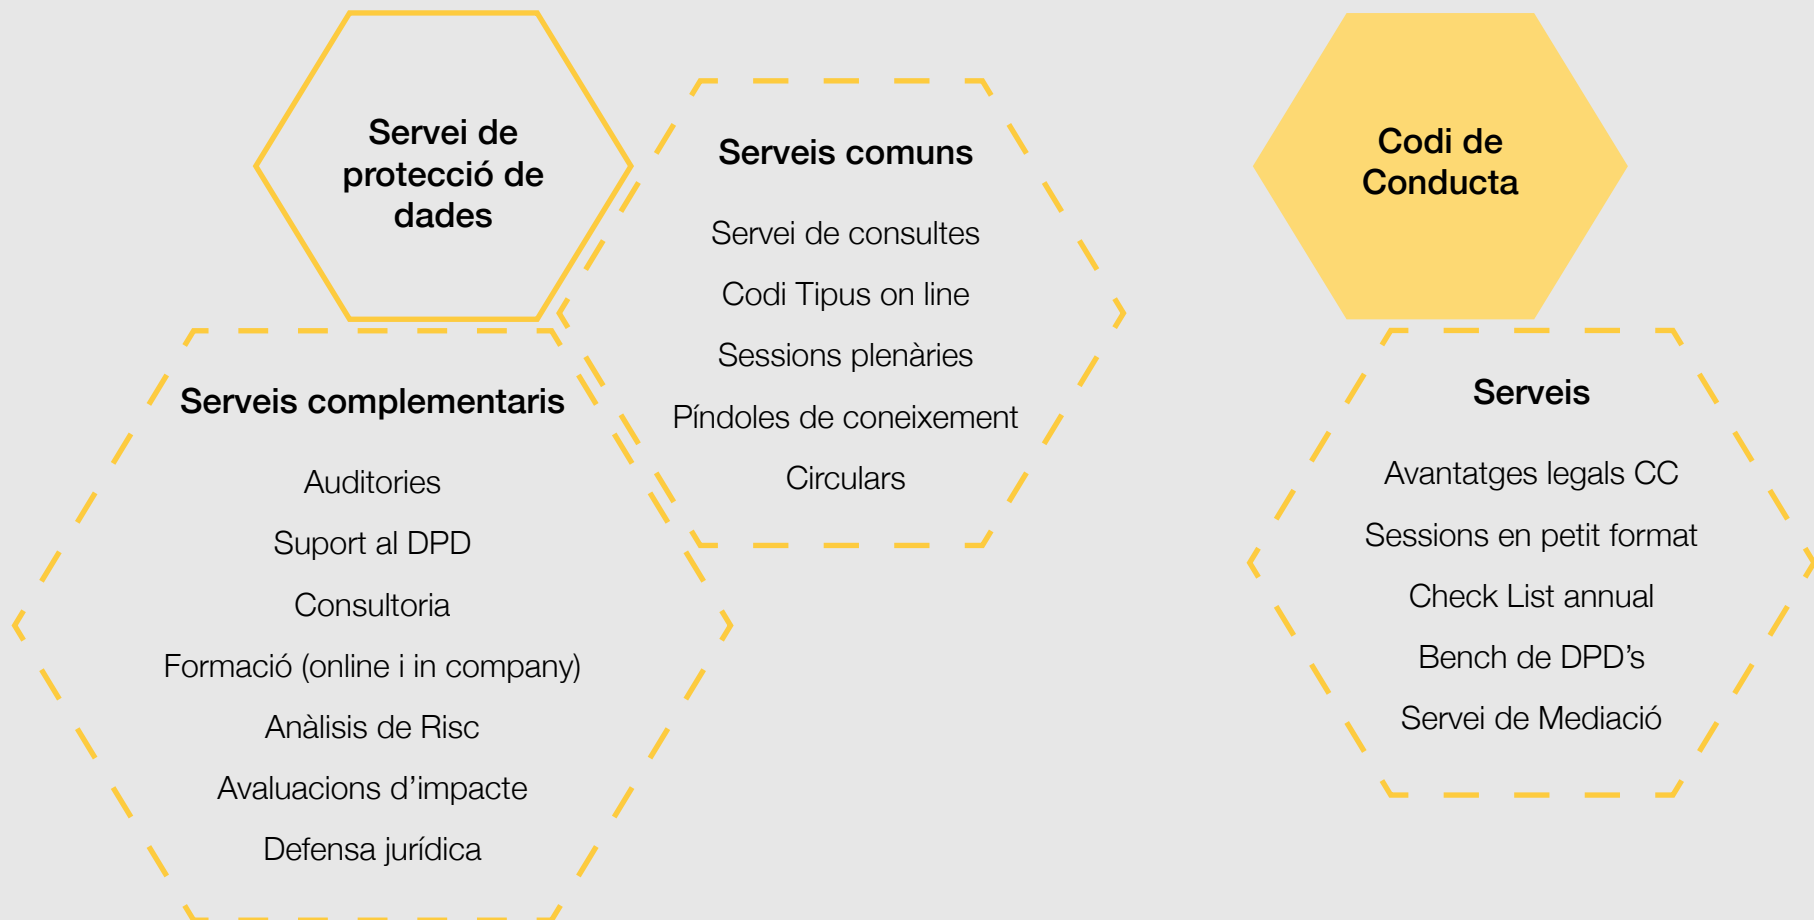 Servei de
protecció de
dades
Serveis comuns
Servei de consultes
Codi Tipus on line
Sessions plenàries
Píndoles de coneixement
Circulars
Serveis complementaris
Auditories
Suport al DPD
Consultoria
Formació (online i in company)
Anàlisis de Risc
Avaluacions d’impacte
Defensa jurídica
Codi de
Conducta
Serveis
Avantatges legals CC
Sessions en petit format
Check List annual
Bench de DPD’s
Servei de Mediació